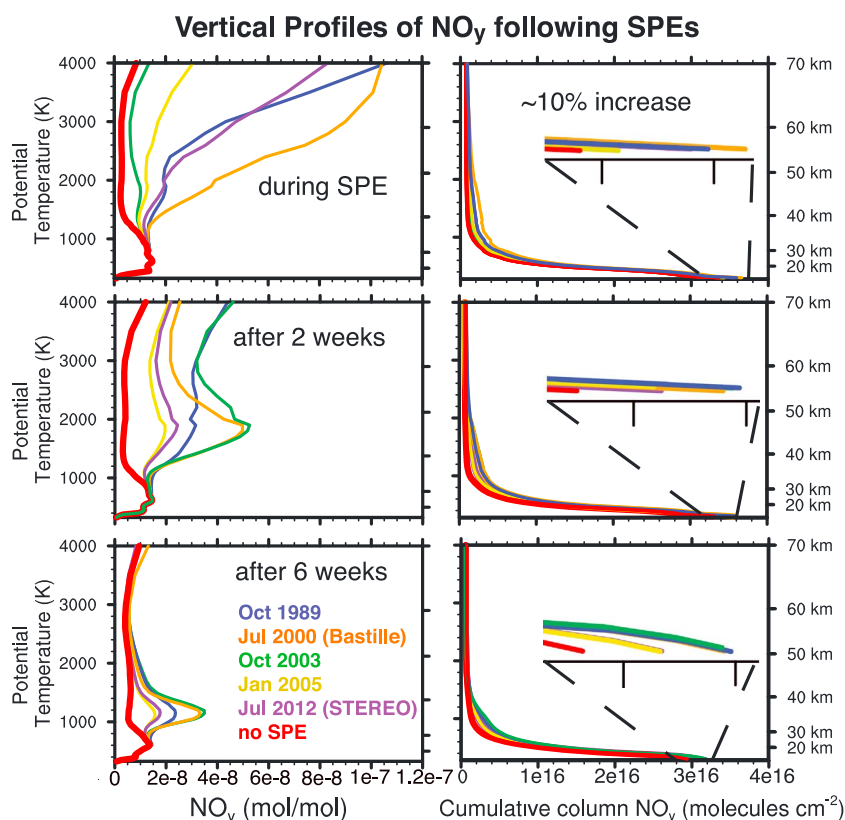 Vertical Profiles of NOy following SPEs
4000
3000
2000
1000
Potential
Temperature (K)
during SPE
~10% increase
70 km
60 km
50 km
40 km
30 km
20 km
4000
3000
2000
1000
Potential
Temperature (K)
after 2 weeks
70 km
60 km
50 km
40 km
30 km
20 km
4000
3000
2000
1000
Potential
Temperature (K)
after 6 weeks
Oct 1989
Jul 2000 (Bastille)
Oct 2003
Jan 2005
Jul 2012 (STEREO)
no SPE
70 km
60 km
50 km
40 km
30 km
20 km
0 2e-8 4e-8 6e-8 8e-8 1e-7 1.2e-7
NOy (mol/mol)
0 1e16 2e16 3e16 4e16
Cumulative column NOy (molecules cm-2)